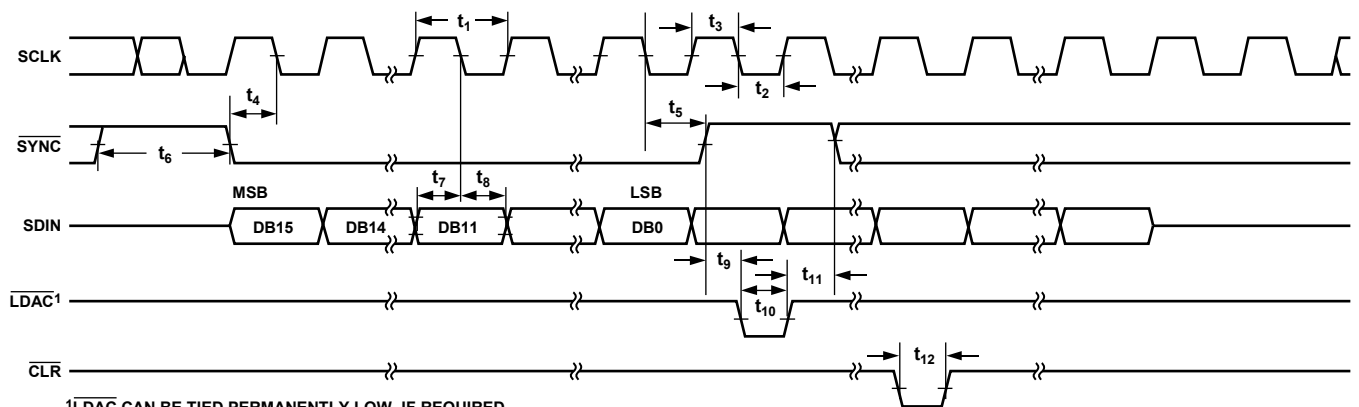 t1
t3
SCLK
t4
t2
t5
SYNC
t6
t7
t8
MSB
LSB
SDIN
DB15
DB14
DB11
DB0
t9
t11
LDAC1
t10
t12
CLR
1LDAC CAN BE TIED PERMANENTLY LOW, IF REQUIRED